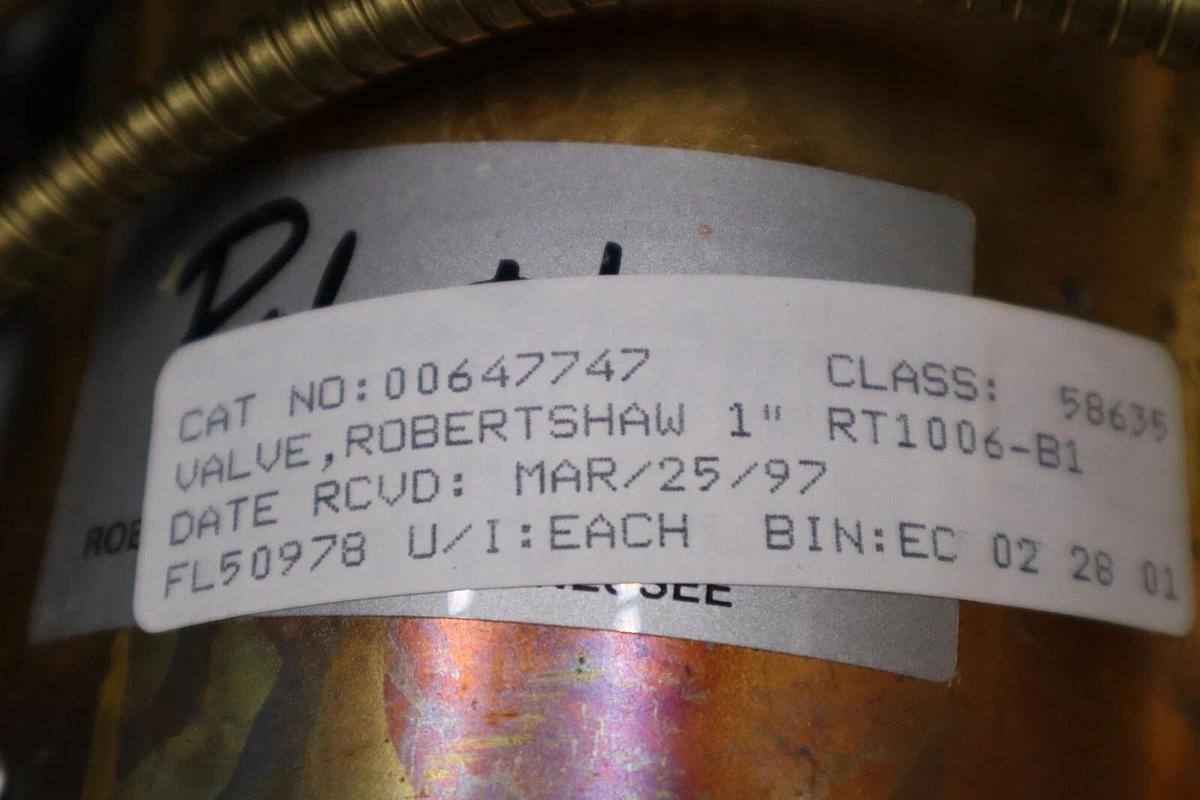 CAT NO:00647747 CLASS: 58635
VALVE,ROBERTSHAW 1" RT1006-B1
DATE RCVD: MAR/25/97
FL50978 U/I:EACH BIN:EC 02 28 01